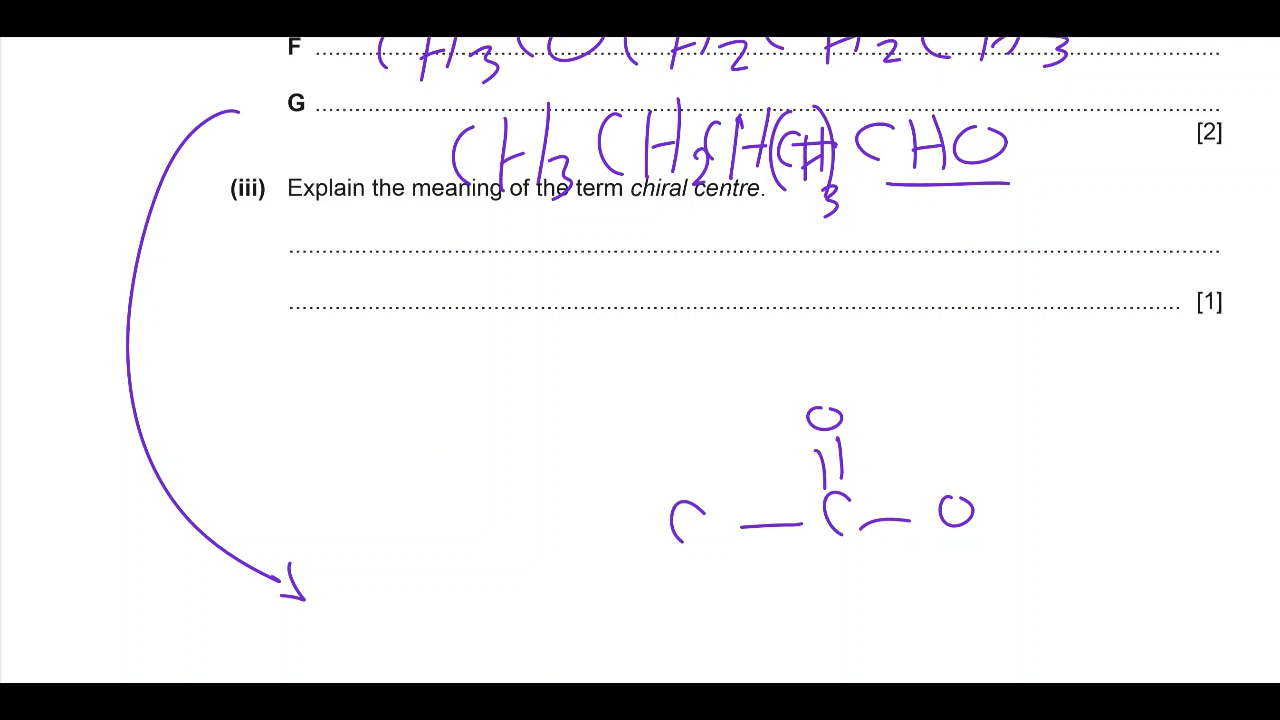 F CH3COCH2CH2CH3
G
CH3CH2CH(CH3)CHO
[2]
(iii) Explain the meaning of the term chiral centre.
[1]
O
C — C — O